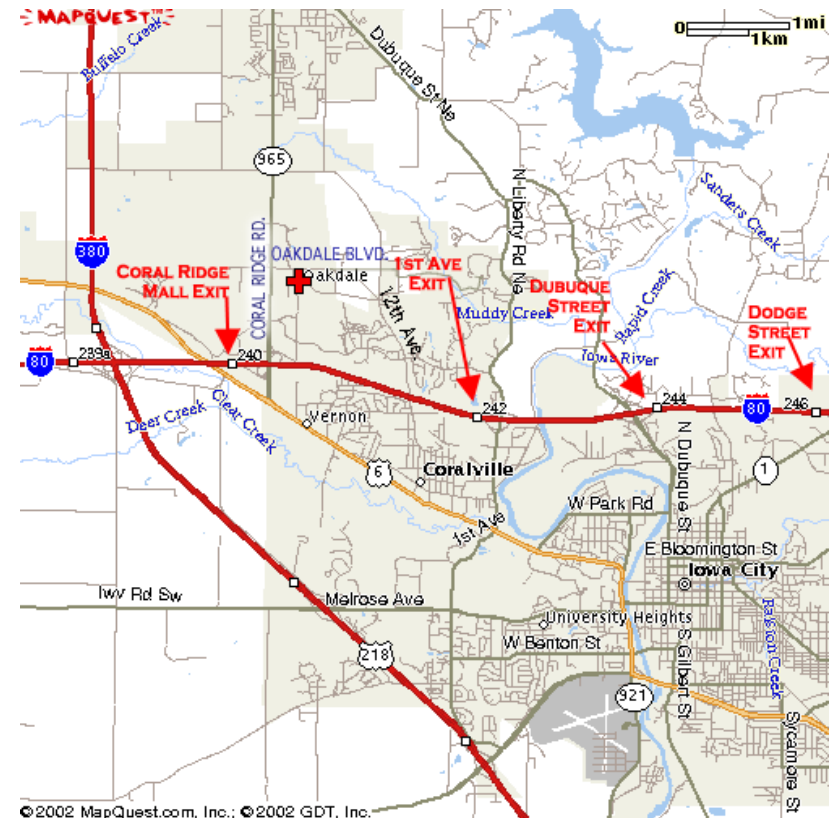 MAPQUEST
0 1mi
1km
Buffalo Creek
Dubuque St Ne
965
N Liberty Rd Ne
Sanders Creek
380
CORAL RIDGE RD.
OAKDALE BLVD.
Oakdale
CORAL RIDGE
MALL EXIT
1ST AVE
EXIT
12th Ave
Muddy Creek
DUBUQUE
STREET
EXIT
Rapid Creek
Iowa River
DODGE
STREET
EXIT
80
239a
240
242
244
80
246
Deer Creek
Clear Creek
Vernon
6
Coralville
N Dubuque St
1
W Park Rd
1st Ave
E Bloomington St
Iowa City
Iwv Rd Sw
Melrose Ave
University Heights
Ralston Creek
W Benton St
218
S Gilbert St
921
Sycamore St
©2002 MapQuest.com, Inc.; ©2002 GDT, Inc.